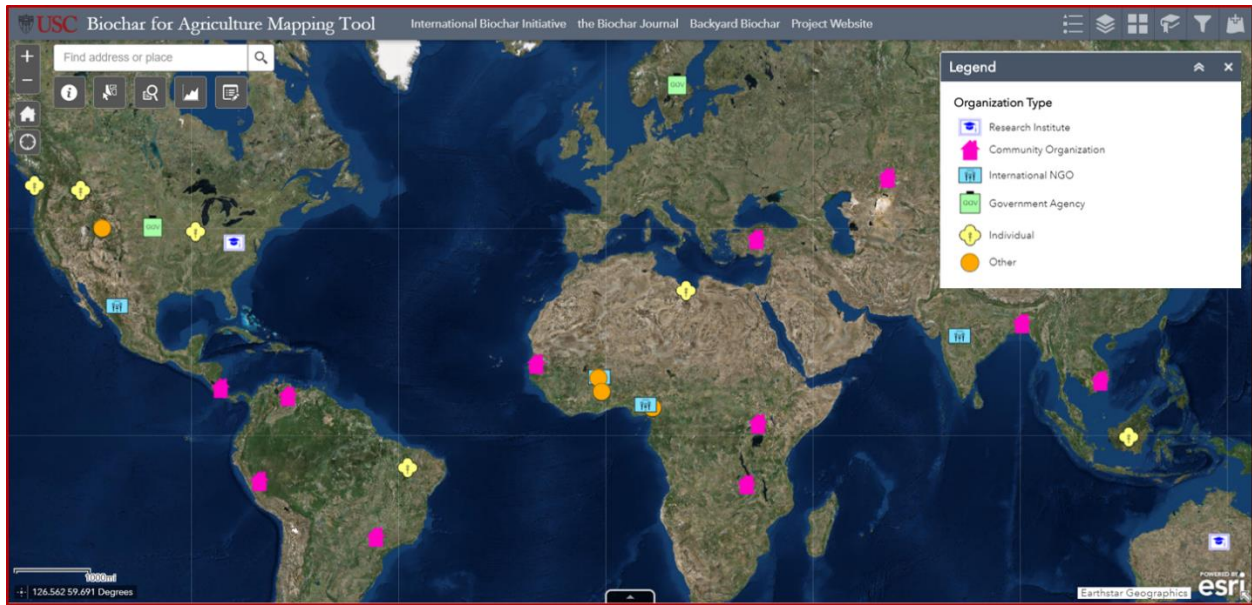 USC Biochar for Agriculture Mapping Tool International Biochar Initiative the Biochar Journal Backyard Biochar Project Website
Find address or place
Legend
Organization Type
Research Institute
Community Organization
International NGO
GOV Government Agency
Individual
Other
GOV
GOV
1000mi
126.562 59.691 Degrees
Earthstar Geographics
POWERED BY
esri